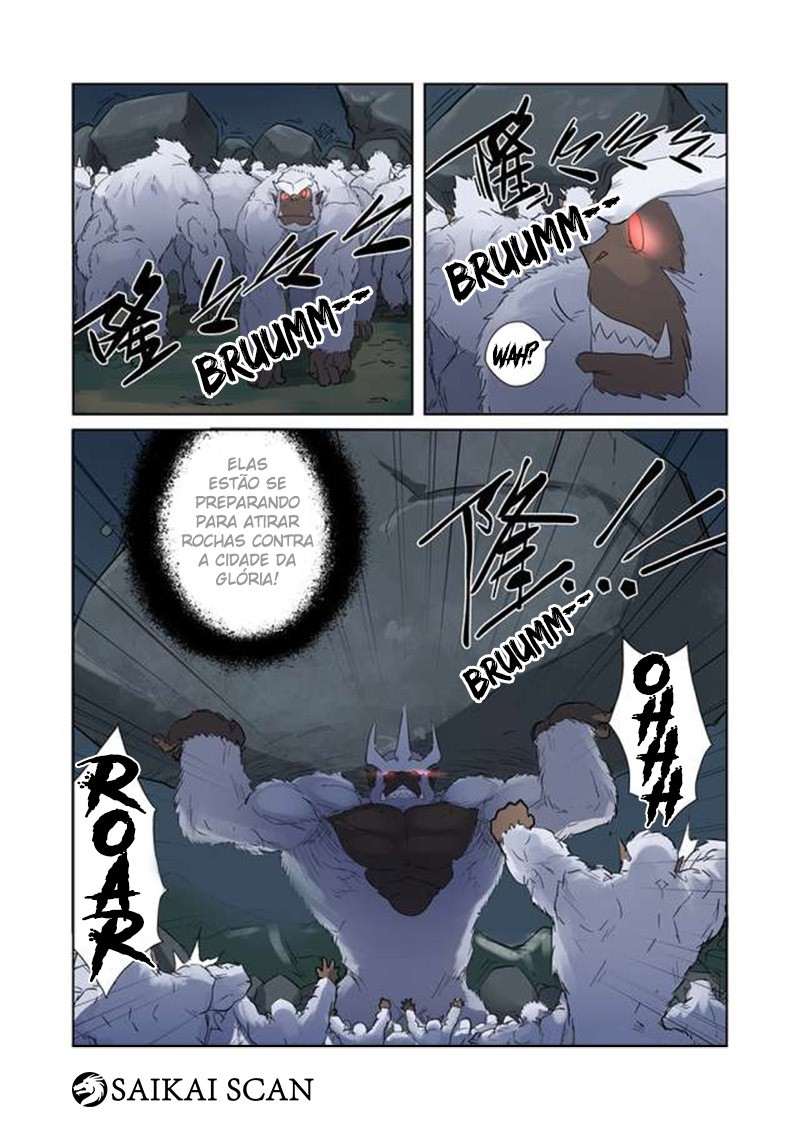 隆
BRUUMM--
隆
BRUUMM--
WAH?
ELAS
ESTÃO SE
PREPARANDO
PARA ATIRAR
ROCHAS CONTRA
A CIDADE DA
GLÓRIA!
隆...!!
BRUUMM--
OHHH
ROAR
SAIKAI SCAN